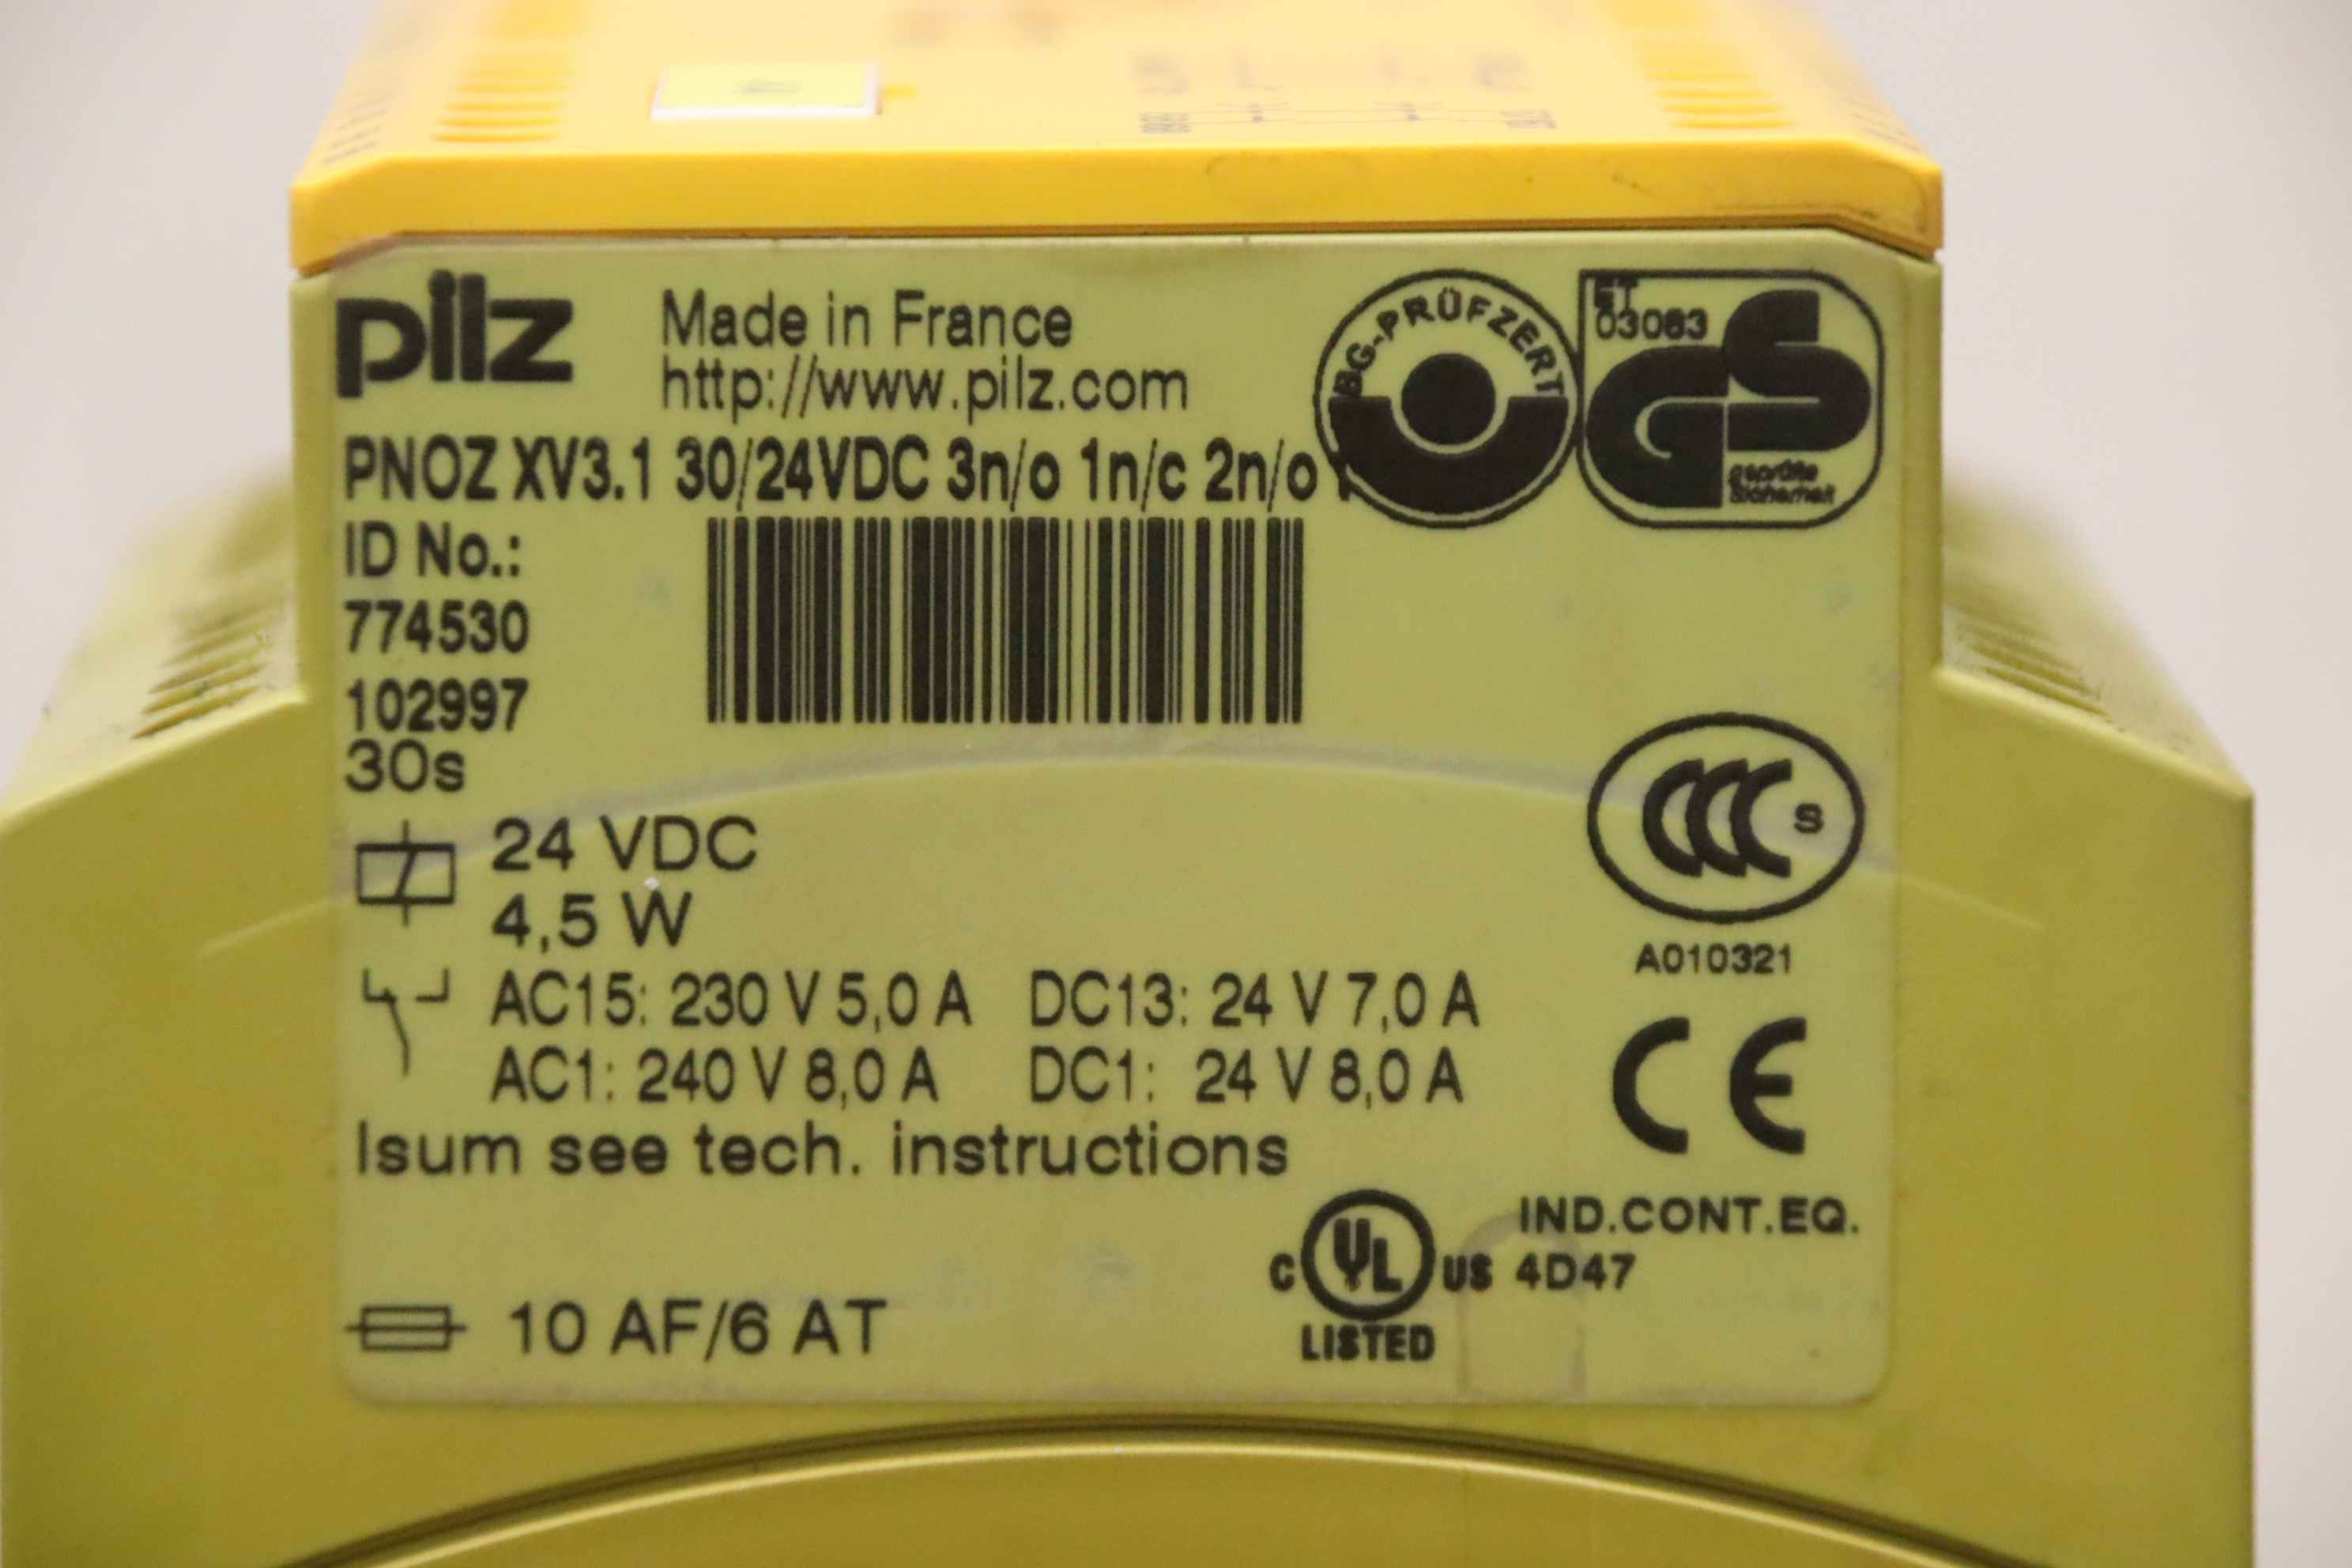 pilz
Made in France
http://www.pilz.com
BG-PRÜFZERT
ET
03063
GS
geprüfte
Sicherheit
PNOZ XV3.1 30/24VDC 3n/o 1n/c 2n/o
ID No.:
774530
102997
30s
24 VDC
4,5 W
CCC S
A010321
AC15: 230 V 5,0 A DC13: 24 V 7,0 A
AC1: 240 V 8,0 A DC1: 24 V 8,0 A
CE
Isum see tech. instructions
IND.CONT.EQ.
C UL US 4D47
LISTED
10 AF/6 AT